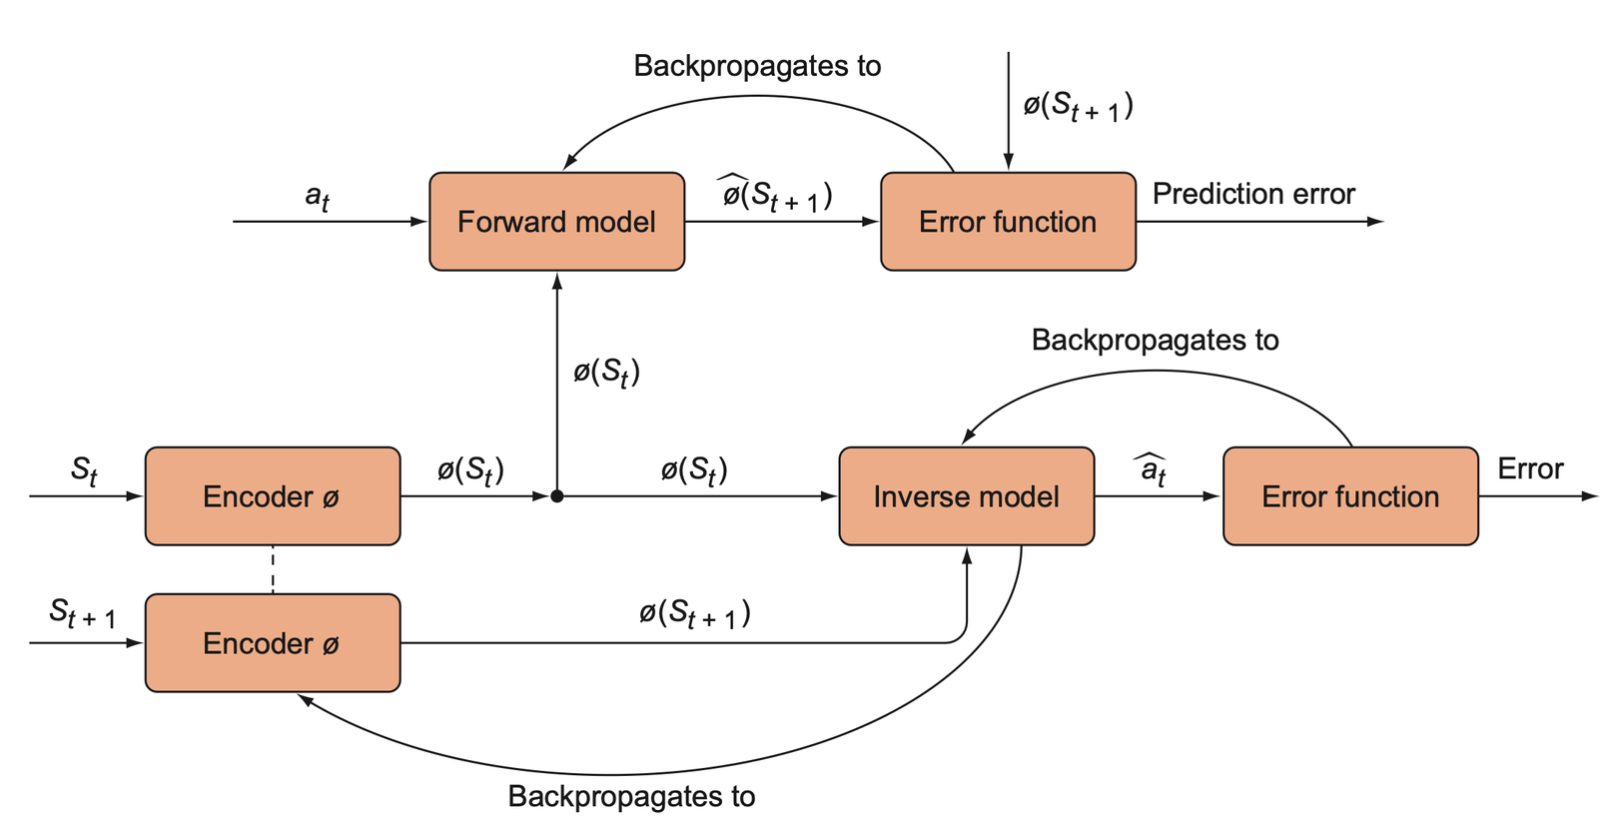 Backpropagates to
ø(S_{t + 1})
a_t
Forward model
\widehat{ø}(S_{t + 1})
Error function
Prediction error
ø(S_t)
Backpropagates to
S_t
Encoder ø
ø(S_t)
ø(S_t)
Inverse model
\widehat{a}_t
Error function
Error
S_{t + 1}
Encoder ø
ø(S_{t + 1})
Backpropagates to